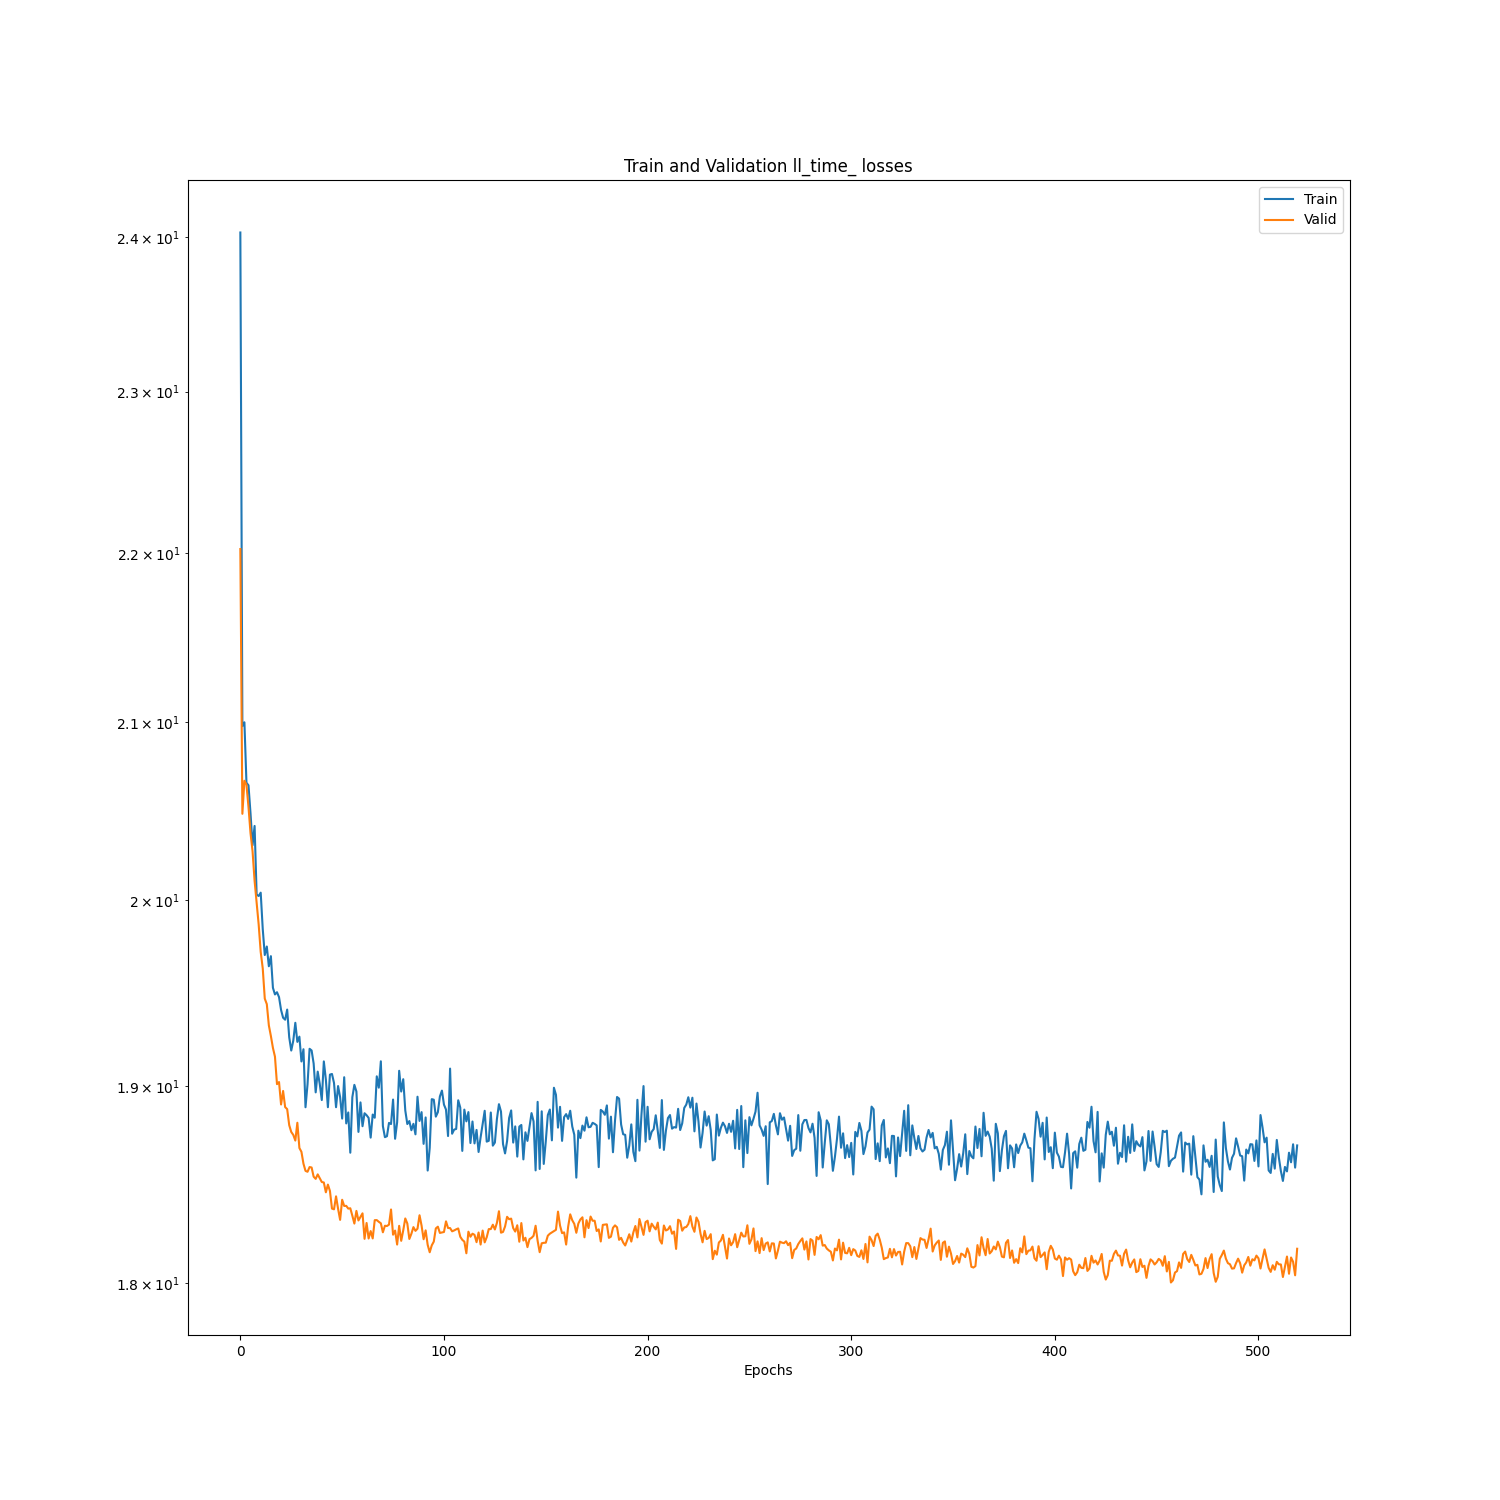 Train and Validation ll_time_ losses
Train
Valid
2.4 × 10¹
2.3 × 10¹
2.2 × 10¹
2.1 × 10¹
2 × 10¹
1.9 × 10¹
1.8 × 10¹
0 100 200 300 400 500
Epochs